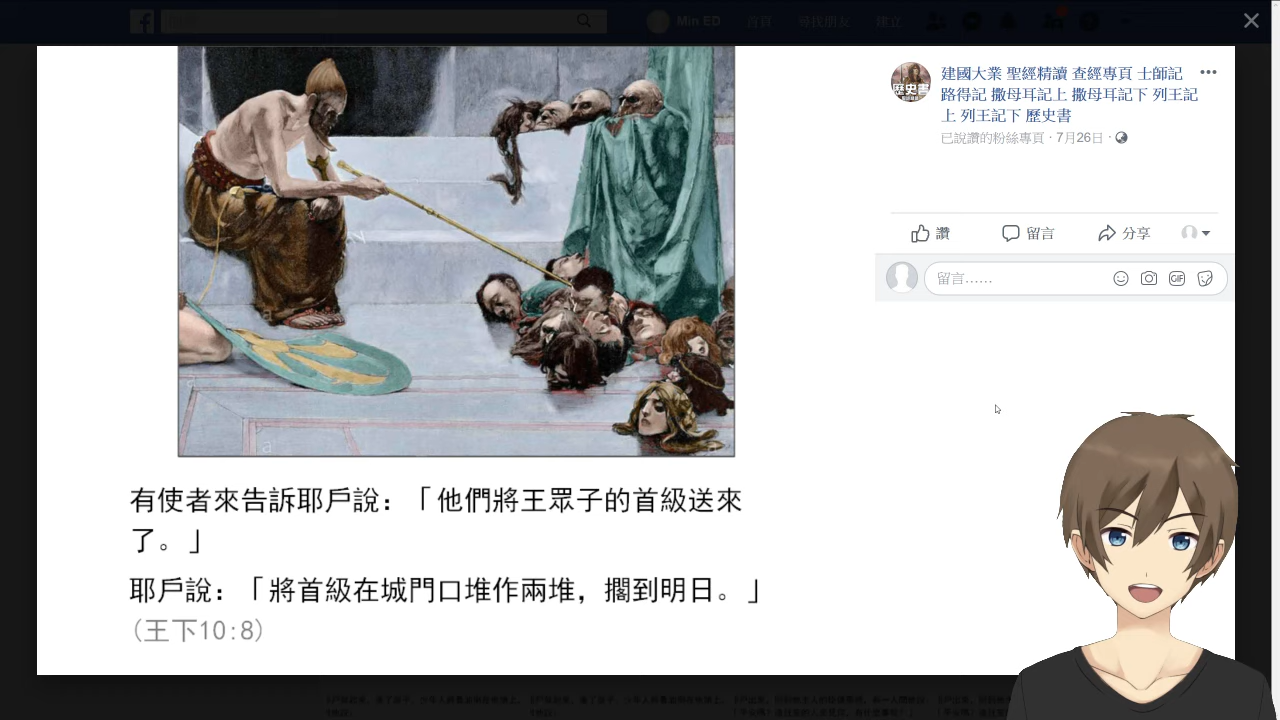 Min ED 首頁 尋找朋友 建立
建國大業 聖經精讀 查經專頁 士師記
路得記 撒母耳記上 撒母耳記下 列王記
上 列王記下 歷史書
已說讚的粉絲專頁 · 7月26日 ·
歷史書
讚 留言 分享
留言......
GIF
有使者來告訴耶戶說：「他們將王眾子的首級送來
了。」
耶戶說：「將首級在城門口堆作兩堆，擱到明日。」
(王下10:8)